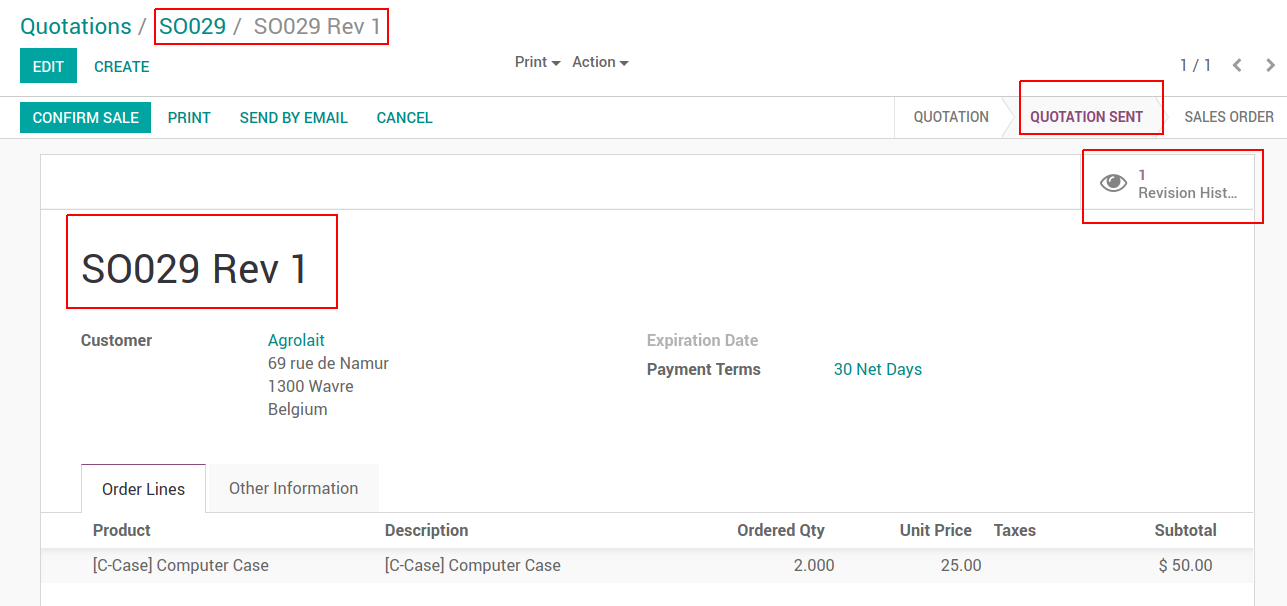 Quotations / SO029 / SO029 Rev 1
EDIT CREATE Print Action 1 / 1
CONFIRM SALE PRINT SEND BY EMAIL CANCEL QUOTATION QUOTATION SENT SALES ORDER
1
Revision Hist...
SO029 Rev 1
Customer Agrolait Expiration Date
69 rue de Namur Payment Terms 30 Net Days
1300 Wavre
Belgium
Order Lines Other Information
Product Description Ordered Qty Unit Price Taxes Subtotal
[C-Case] Computer Case [C-Case] Computer Case 2.000 25.00 $ 50.00